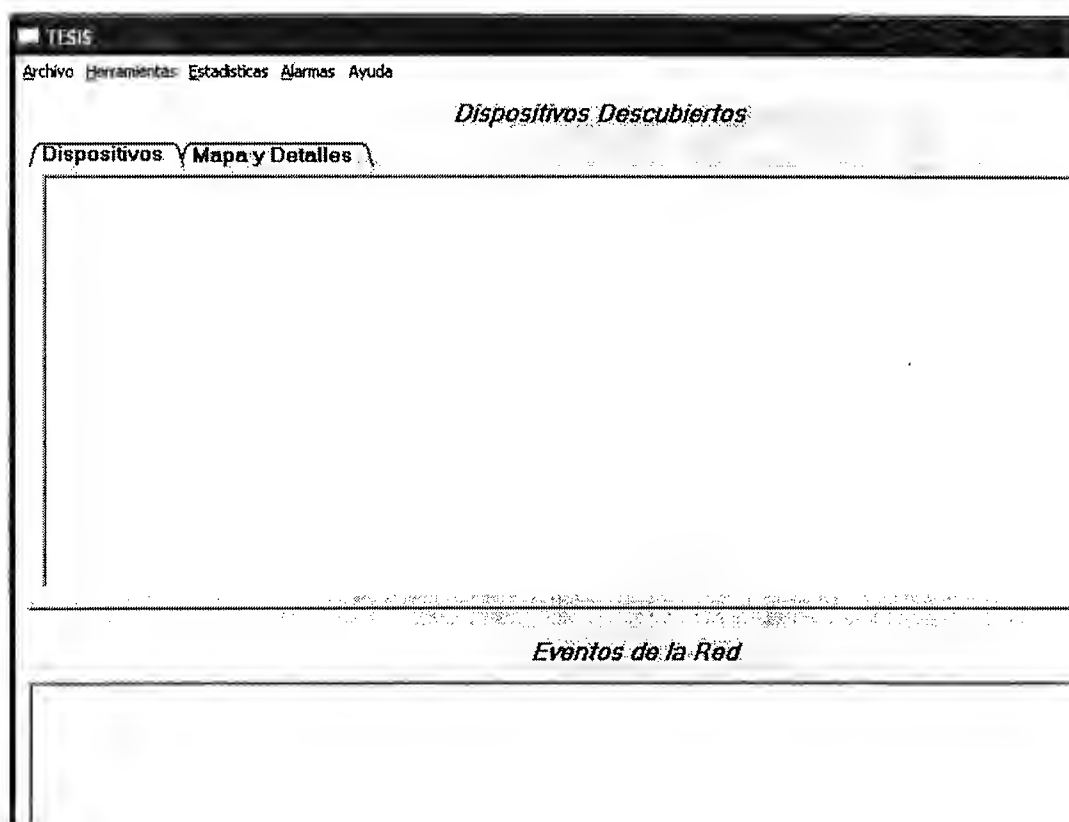 TESIS
Archivo Herramientas Estadisticas Alarmas Ayuda
Dispositivos Descubiertos
Dispositivos Mapa y Detalles
Eventos de la Red